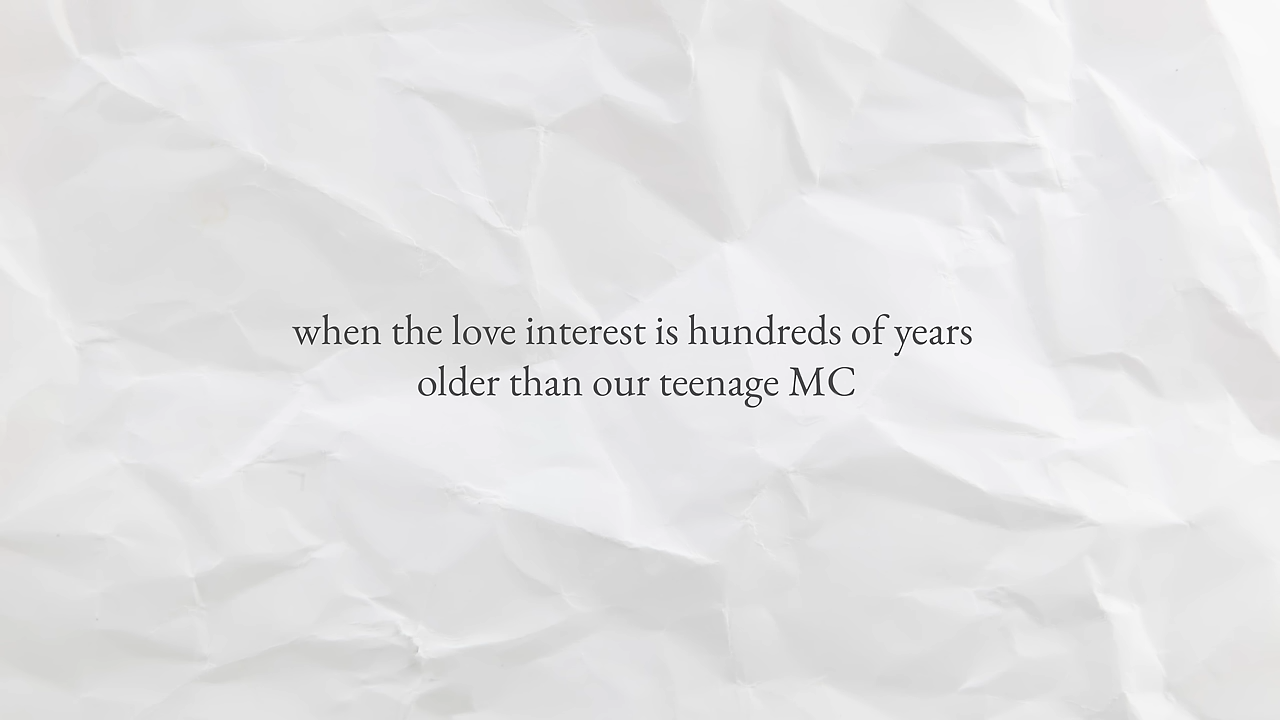 when the love interest is hundreds of years
older than our teenage MC